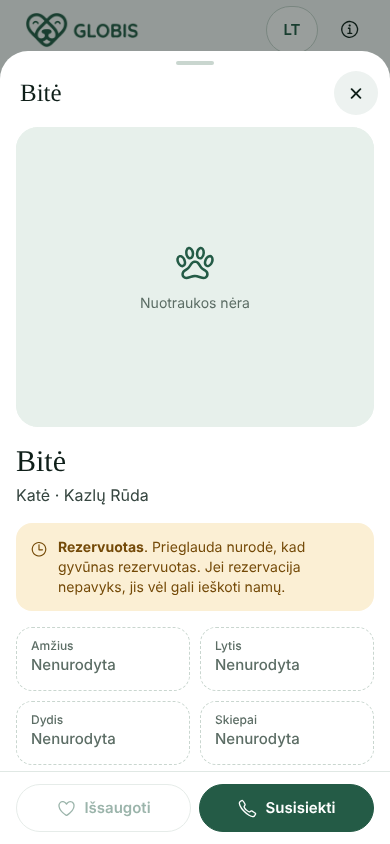 GLOBIS
LT
Bitė
Nuotraukos nėra
Bitė
Katė · Kazlų Rūda
Rezervuotas. Prieglauda nurodė, kad
gyvūnas rezervuotas. Jei rezervacija
nepavyks, jis vėl gali ieškoti namų.
Amžius
Nenurodyta
Lytis
Nenurodyta
Dydis
Nenurodyta
Skiepai
Nenurodyta
Išsaugoti
Susisiekti